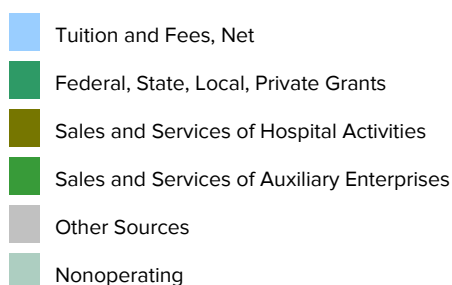 Tuition and Fees, Net
Federal, State, Local, Private Grants
Sales and Services of Hospital Activities
Sales and Services of Auxiliary Enterprises
Other Sources
Nonoperating